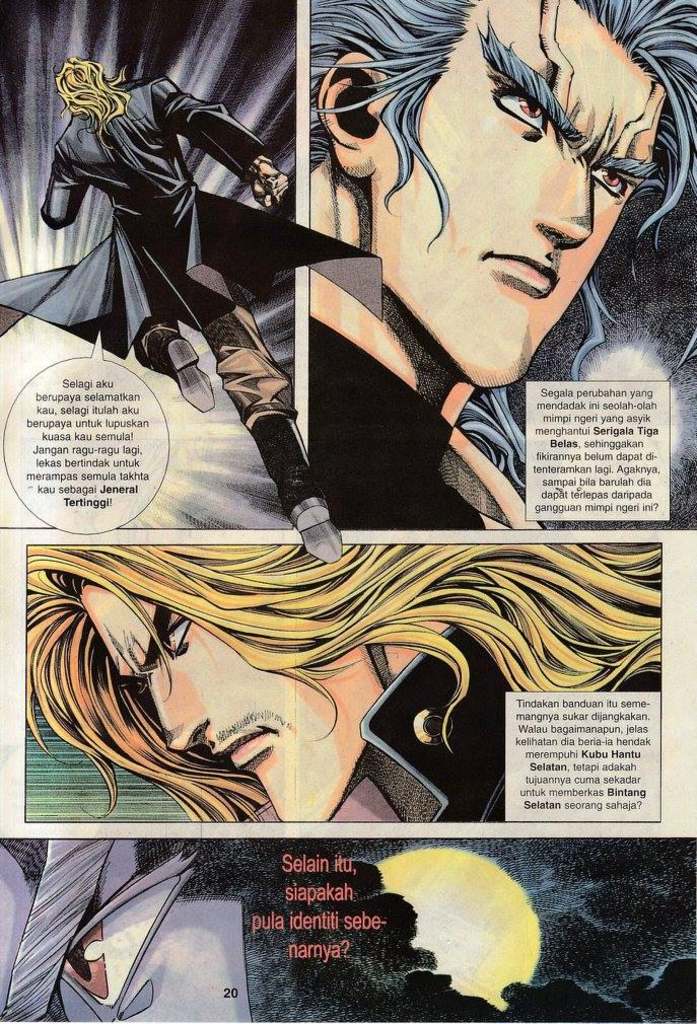 Selagi aku
berupaya selamatkan
kau, selagi itulah aku
berupaya untuk lupuskan
kuasa kau semula!
Jangan ragu-ragu lagi,
lekas bertindak untuk
merampas semula takhta
kau sebagai Jeneral
Tertinggi!
Segala perubahan yang
mendadak ini seolah-olah
mimpi ngeri yang asyik
menghantui Serigala Tiga
Belas, sehinggakan
fikirannya belum dapat di-
tenteramkan lagi. Agaknya,
sampai bila barulah dia
dapat terlepas daripada
gangguan mimpi ngeri ini?
Tindakan banduan itu seme-
mangnya sukar dijangkakan.
Walau bagaimanapun, jelas
kelihatan dia beria-ia hendak
merempuhi Kubu Hantu
Selatan, tetapi adakah
tujuannya cuma sekadar
untuk memberkas Bintang
Selatan seorang sahaja?
Selain itu,
siapakah
pula identiti sebe-
narnya?
20